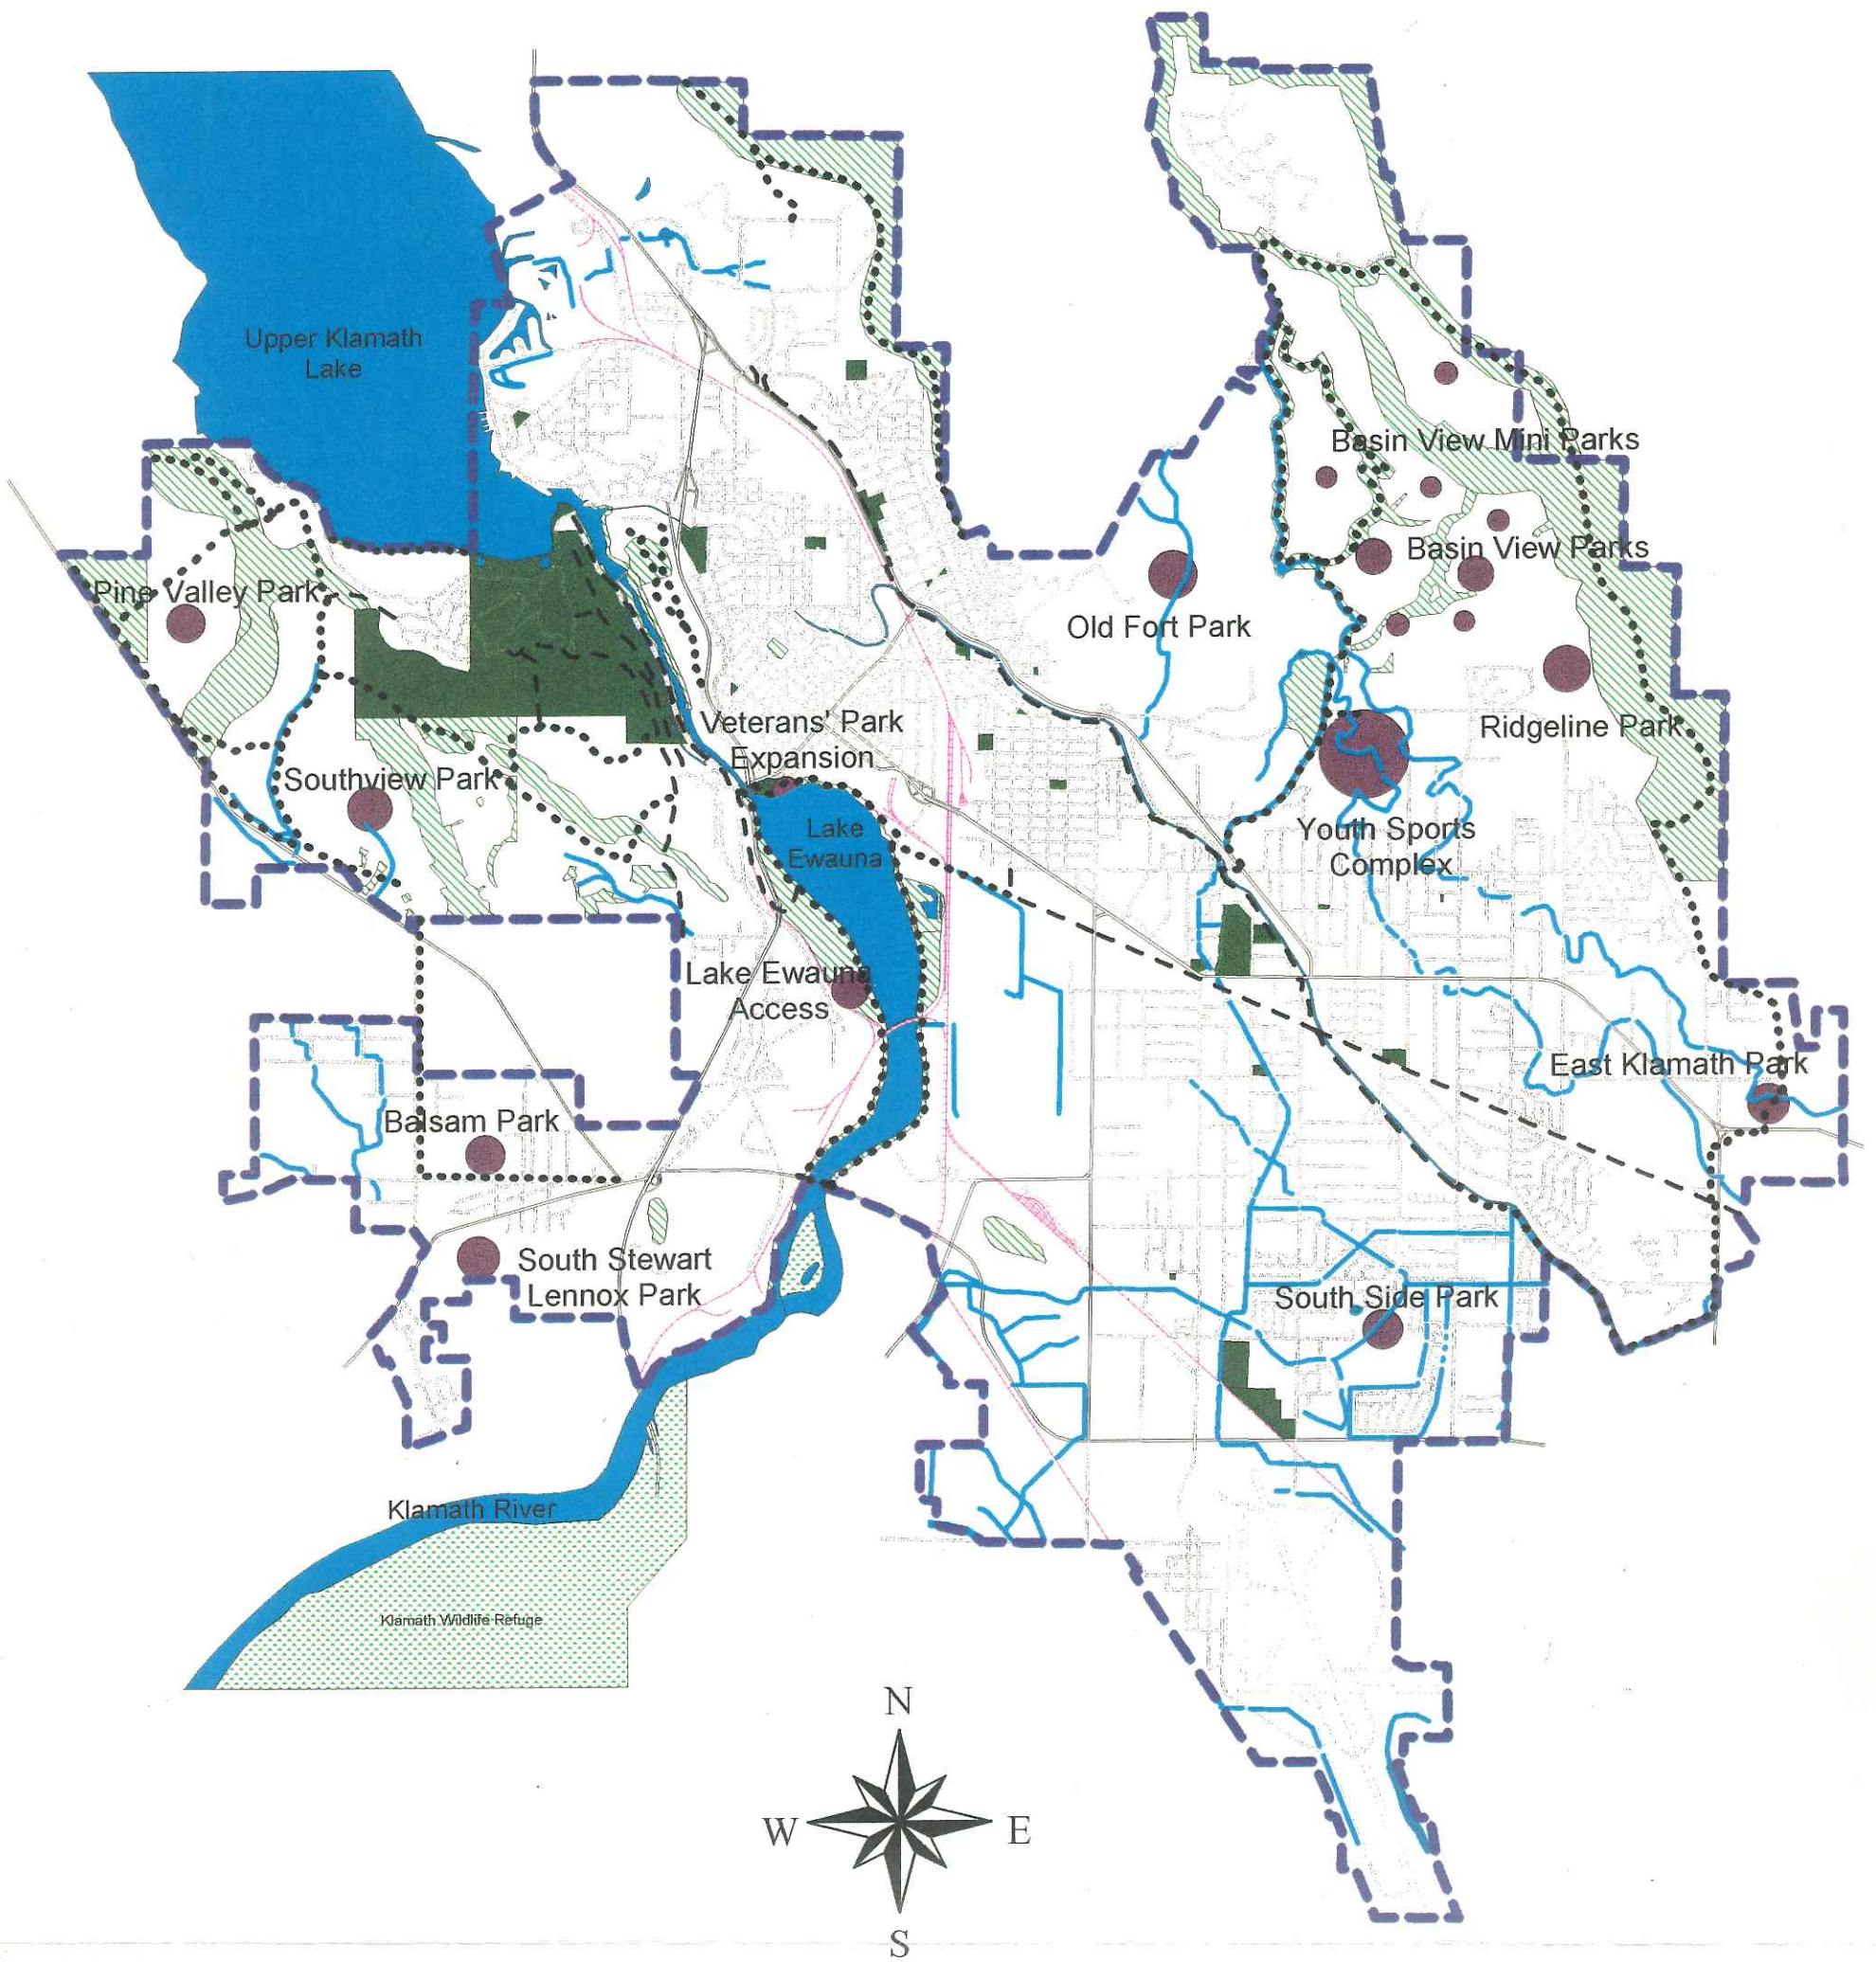 Upper Klamath
Lake
Basin View Mini Parks
Basin View Parks
Pine Valley Park
Old Fort Park
Veterans' Park
Expansion
Ridgeline Park
Southview Park
Lake
Ewauna
Youth Sports
Complex
Lake Ewauna
Access
East Klamath Park
Balsam Park
South Stewart
Lennox Park
South Side Park
Klamath River
Klamath Wildlife Refuge
N
W
E
S